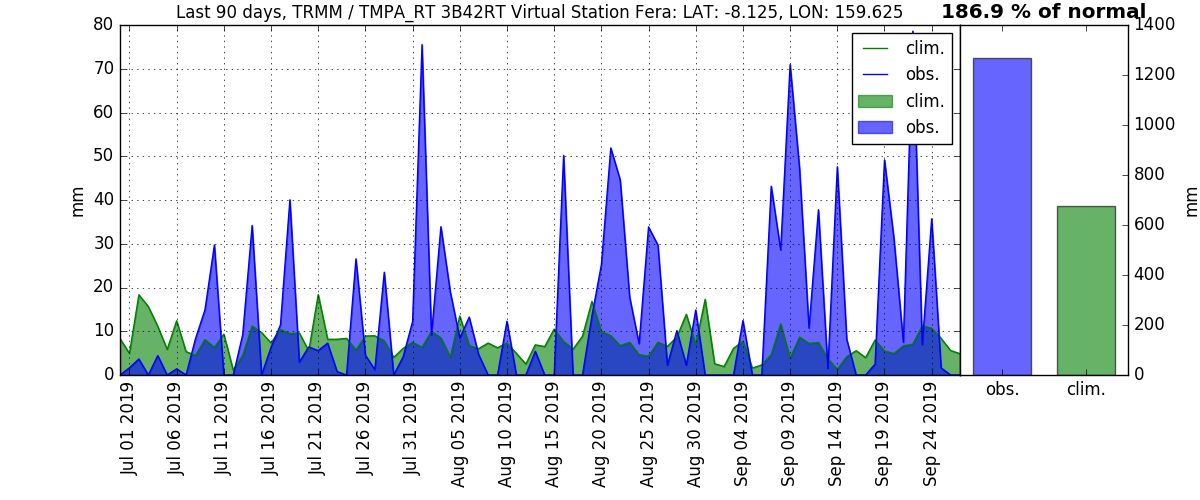 Last 90 days, TRMM / TMPA_RT 3B42RT Virtual Station Fera: LAT: -8.125, LON: 159.625
186.9 % of normal
80
70
60
50
40
30
20
10
0
mm
clim.
obs.
clim.
obs.
1400
1200
1000
800
600
400
200
0
mm
obs.
clim.
Jul 01 2019
Jul 06 2019
Jul 11 2019
Jul 16 2019
Jul 21 2019
Jul 26 2019
Jul 31 2019
Aug 05 2019
Aug 10 2019
Aug 15 2019
Aug 20 2019
Aug 25 2019
Aug 30 2019
Sep 04 2019
Sep 09 2019
Sep 14 2019
Sep 19 2019
Sep 24 2019